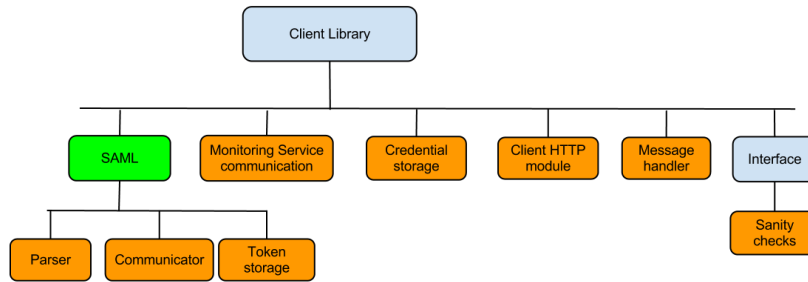 Client Library
SAML
Monitoring Service
communication
Credential
storage
Client HTTP
module
Message
handler
Interface
Parser
Communicator
Token
storage
Sanity
checks